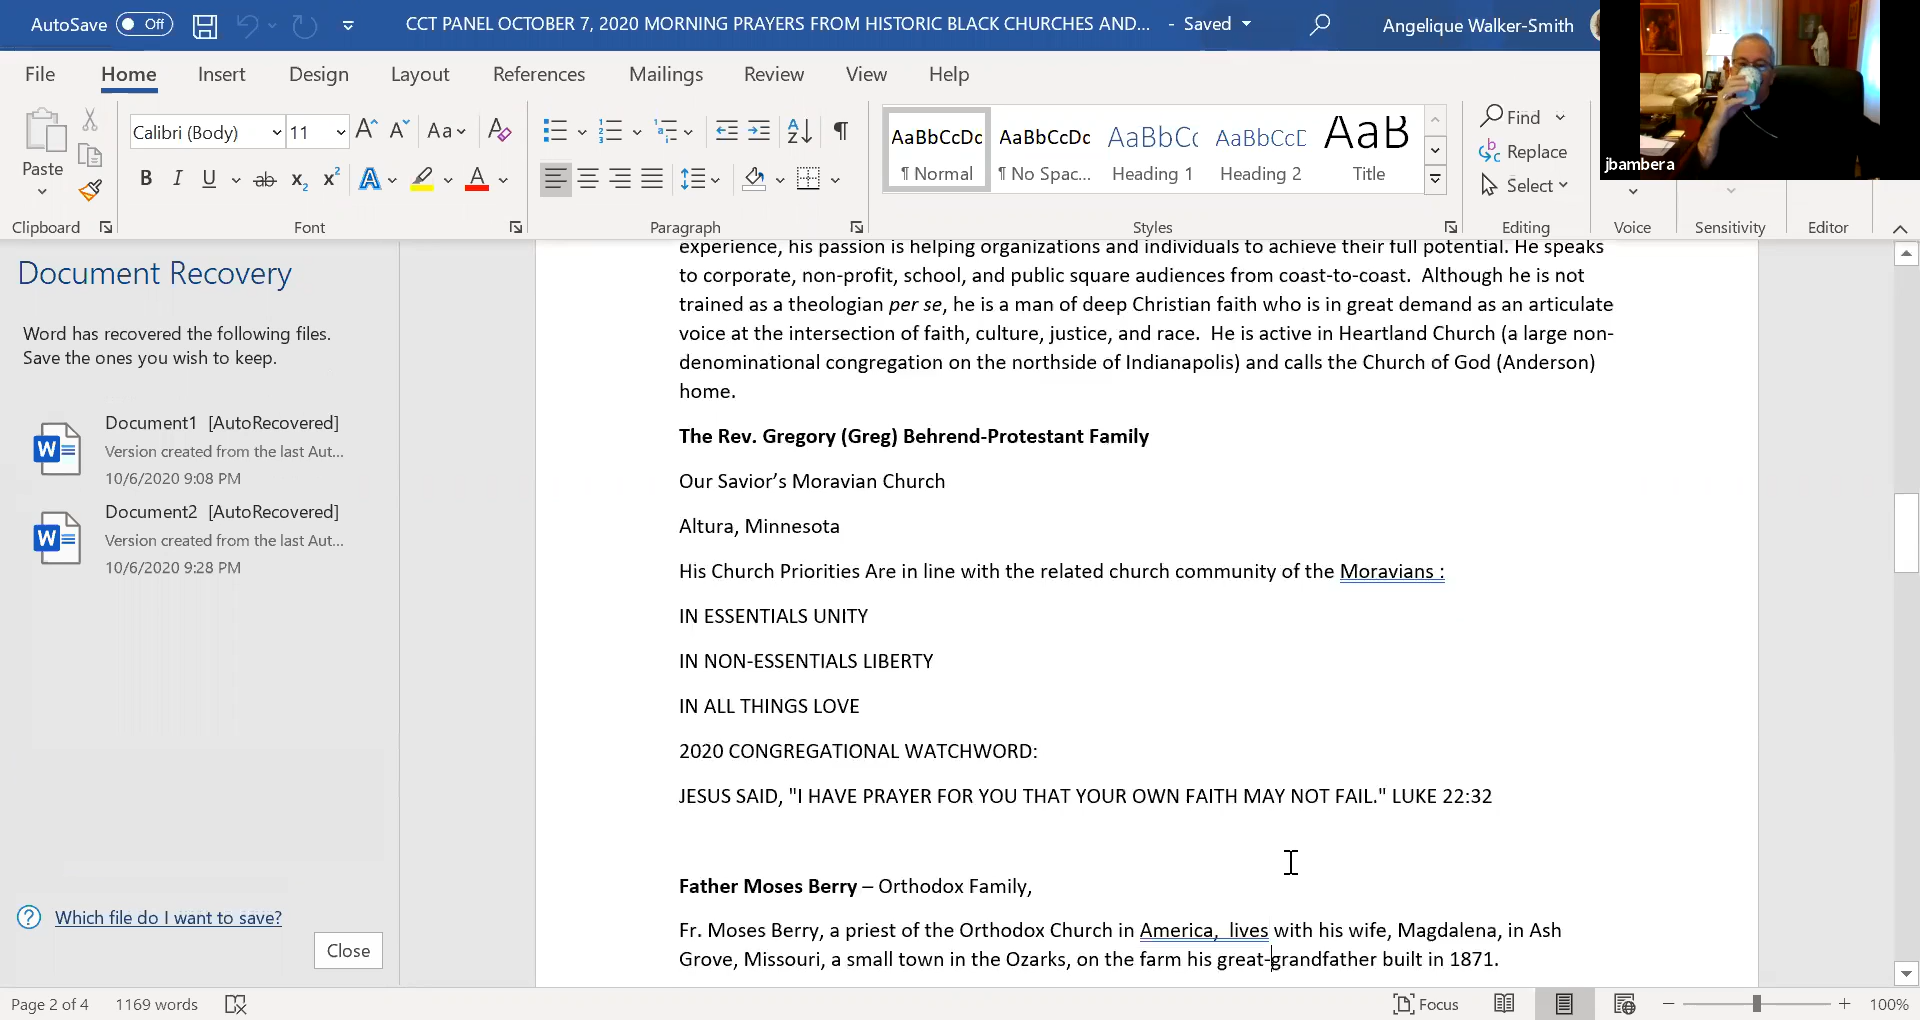 AutoSave Off CCT PANEL OCTOBER 7, 2020 MORNING PRAYERS FROM HISTORIC BLACK CHURCHES AND... - Saved Angelique Walker-Smith
File Home Insert Design Layout References Mailings Review View Help
jbambera
Paste
Calibri (Body) 11 A A Aa A
B I U ab x2 x2 A A
AaBbCcDc AaBbCcDc AaBbCc AaBbCcD AaB
¶ Normal ¶ No Spac... Heading 1 Heading 2 Title
Find
Replace
Select
Clipboard Font Paragraph Styles Editing Voice Sensitivity Editor
Document Recovery
Word has recovered the following files.
Save the ones you wish to keep.
Document1 [AutoRecovered]
Version created from the last Aut...
10/6/2020 9:08 PM
Document2 [AutoRecovered]
Version created from the last Aut...
10/6/2020 9:28 PM
Which file do I want to save?
Close
experience, his passion is helping organizations and individuals to achieve their full potential. He speaks
to corporate, non-profit, school, and public square audiences from coast-to-coast. Although he is not
trained as a theologian per se, he is a man of deep Christian faith who is in great demand as an articulate
voice at the intersection of faith, culture, justice, and race. He is active in Heartland Church (a large non-
denominational congregation on the northside of Indianapolis) and calls the Church of God (Anderson)
home.
The Rev. Gregory (Greg) Behrend-Protestant Family
Our Savior’s Moravian Church
Altura, Minnesota
His Church Priorities Are in line with the related church community of the Moravians :
IN ESSENTIALS UNITY
IN NON-ESSENTIALS LIBERTY
IN ALL THINGS LOVE
2020 CONGREGATIONAL WATCHWORD:
JESUS SAID, "I HAVE PRAYER FOR YOU THAT YOUR OWN FAITH MAY NOT FAIL." LUKE 22:32
Father Moses Berry – Orthodox Family,
Fr. Moses Berry, a priest of the Orthodox Church in America, lives with his wife, Magdalena, in Ash
Grove, Missouri, a small town in the Ozarks, on the farm his great-grandfather built in 1871.
Page 2 of 4 1169 words Focus 100%